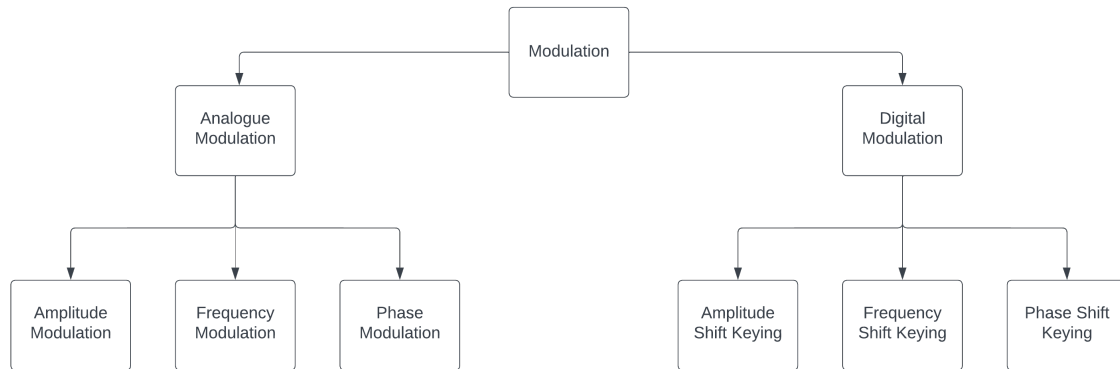 Modulation
Analogue
Modulation
Digital
Modulation
Amplitude
Modulation
Frequency
Modulation
Phase
Modulation
Amplitude
Shift Keying
Frequency
Shift Keying
Phase Shift
Keying